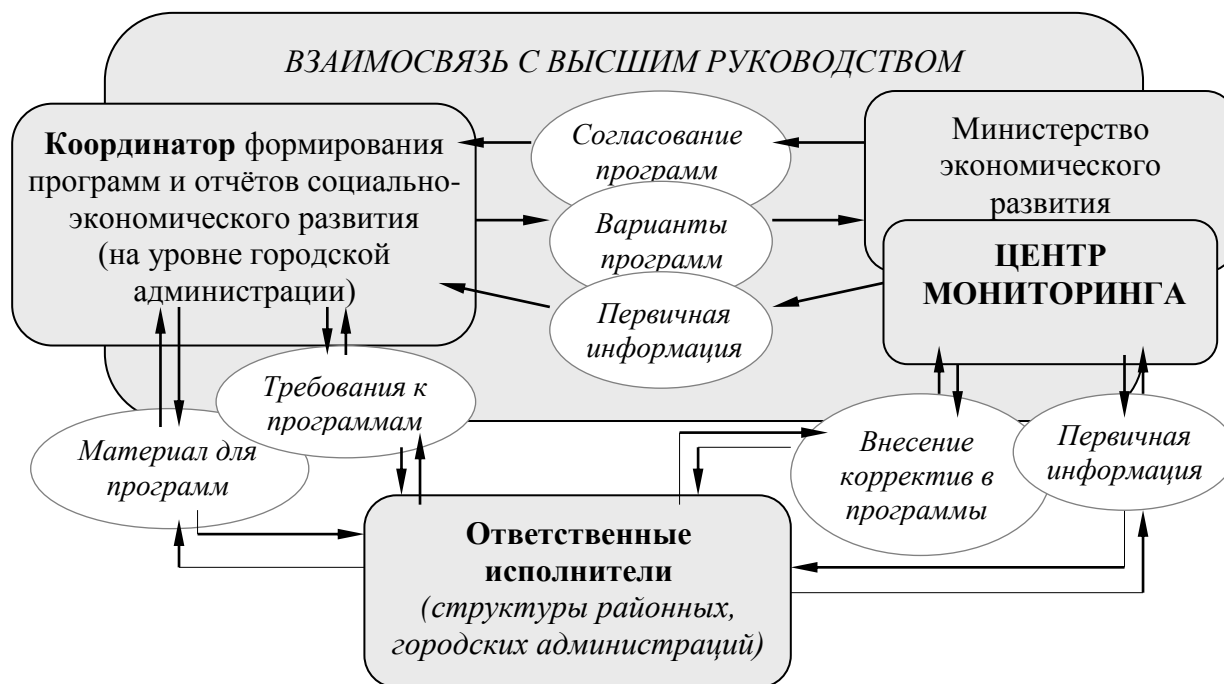 ВЗАИМОСВЯЗЬ С ВЫСШИМ РУКОВОДСТВОМ
Координатор формирования
программ и отчётов социально-
экономического развития
(на уровне городской
администрации)
Согласование
программ
Варианты
программ
Первичная
информация
Министерство
экономического
развития
ЦЕНТР
МОНИТОРИНГА
Требования к
программам
Материал для
программ
Внесение
корректив в
программы
Первичная
информация
Ответственные
исполнители
(структуры районных,
городских администраций)